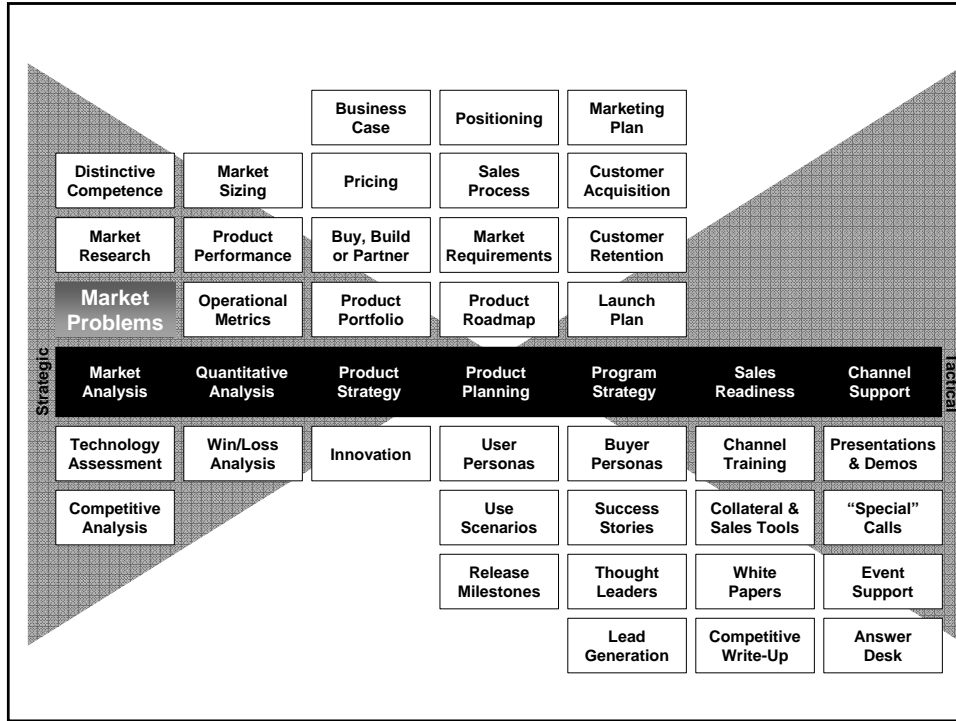 Business
Case
Positioning
Marketing
Plan
Distinctive
Competence
Market
Sizing
Pricing
Sales
Process
Customer
Acquisition
Market
Research
Product
Performance
Buy, Build
or Partner
Market
Requirements
Customer
Retention
Market
Problems
Operational
Metrics
Product
Portfolio
Product
Roadmap
Launch
Plan
Strategic
Market
Analysis
Quantitative
Analysis
Product
Strategy
Product
Planning
Program
Strategy
Sales
Readiness
Channel
Support
Tactical
Technology
Assessment
Win/Loss
Analysis
Innovation
User
Personas
Buyer
Personas
Channel
Training
Presentations
& Demos
Competitive
Analysis
Use
Scenarios
Success
Stories
Collateral &
Sales Tools
“Special”
Calls
Release
Milestones
Thought
Leaders
White
Papers
Event
Support
Lead
Generation
Competitive
Write-Up
Answer
Desk